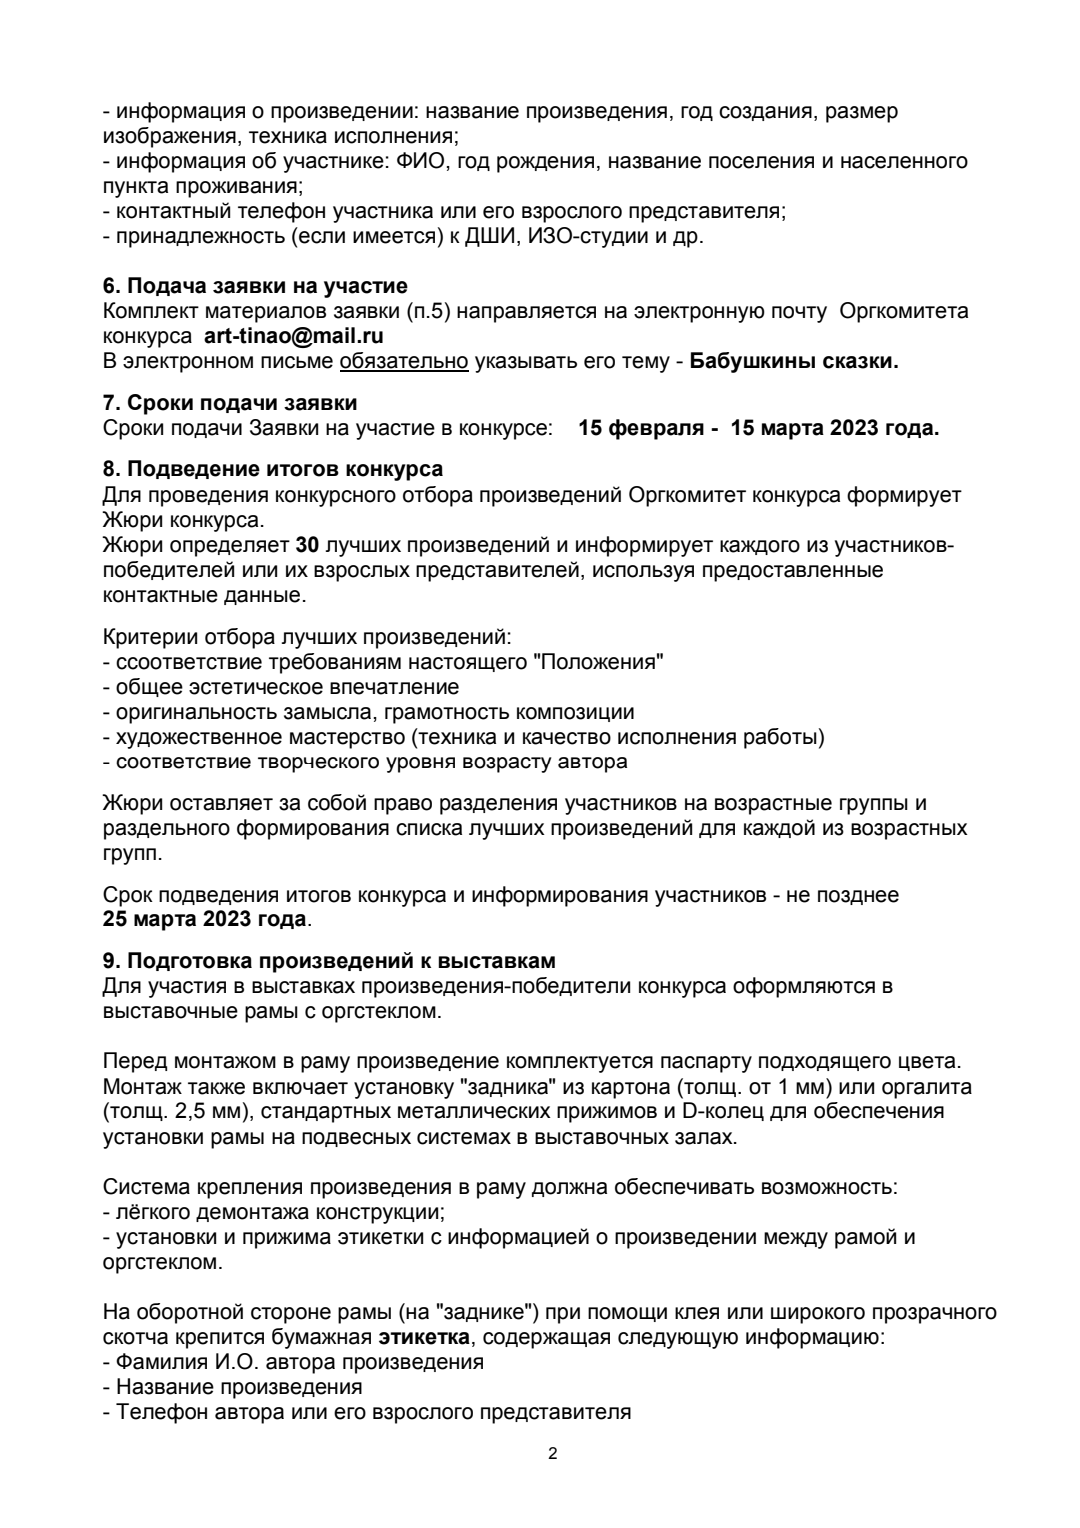 - информация о произведении: название произведения, год создания, размер
изображения, техника исполнения;
- информация об участнике: ФИО, год рождения, название поселения и населенного
пункта проживания;
- контактный телефон участника или его взрослого представителя;
- принадлежность (если имеется) к ДШИ, ИЗО-студии и др.
6. Подача заявки на участие
Комплект материалов заявки (п.5) направляется на электронную почту  Оргкомитета
конкурса  art-tinao@mail.ru
В электронном письме обязательно указывать его тему - Бабушкины сказки.
7. Сроки подачи заявки
Сроки подачи Заявки на участие в конкурсе:    15 февраля -  15 марта 2023 года.
8. Подведение итогов конкурса
Для проведения конкурсного отбора произведений Оргкомитет конкурса формирует
Жюри конкурса.
Жюри определяет 30 лучших произведений и информирует каждого из участников-
победителей или их взрослых представителей, используя предоставленные
контактные данные.
Критерии отбора лучших произведений:
- ссоответствие требованиям настоящего "Положения"
- общее эстетическое впечатление
- оригинальность замысла, грамотность композиции
- художественное мастерство (техника и качество исполнения работы)
- соответствие творческого уровня возрасту автора
Жюри оставляет за собой право разделения участников на возрастные группы и
раздельного формирования списка лучших произведений для каждой из возрастных
групп.
Срок подведения итогов конкурса и информирования участников - не позднее
25 марта 2023 года.
9. Подготовка произведений к выставкам
Для участия в выставках произведения-победители конкурса оформляются в
выставочные рамы с оргстеклом.
Перед монтажом в раму произведение комплектуется паспарту подходящего цвета.
Монтаж также включает установку "задника" из картона (толщ. от 1 мм) или оргалита
(толщ. 2,5 мм), стандартных металлических прижимов и D-колец для обеспечения
установки рамы на подвесных системах в выставочных залах.
Система крепления произведения в раму должна обеспечивать возможность:
- лёгкого демонтажа конструкции;
- установки и прижима этикетки с информацией о произведении между рамой и
оргстеклом.
На оборотной стороне рамы (на "заднике") при помощи клея или широкого прозрачного
скотча крепится бумажная этикетка, содержащая следующую информацию:
- Фамилия И.О. автора произведения
- Название произведения
- Телефон автора или его взрослого представителя
2